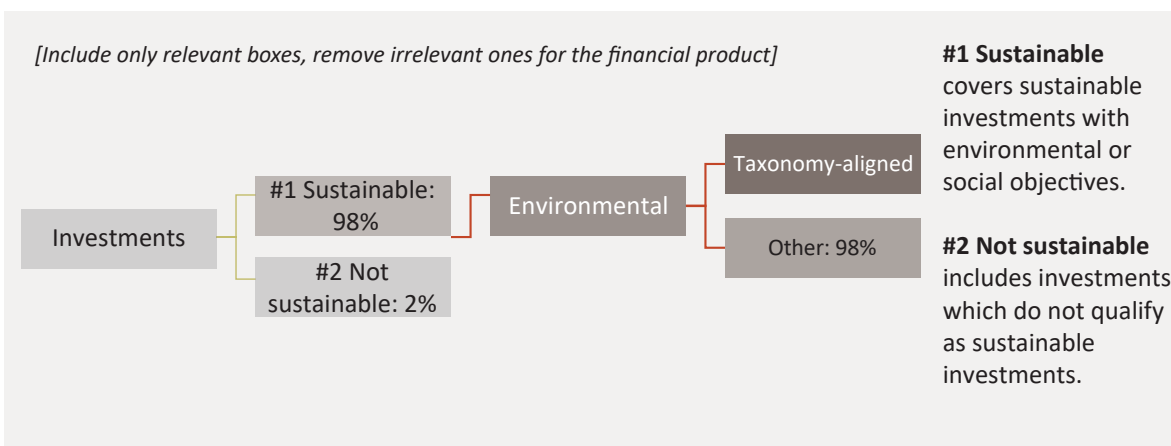 [Include only relevant boxes, remove irrelevant ones for the financial product]
Investments
#1 Sustainable:
98%
#2 Not
sustainable: 2%
Environmental
Taxonomy-aligned
Other: 98%
#1 Sustainable
covers sustainable
investments with
environmental or
social objectives.
#2 Not sustainable
includes investments
which do not qualify
as sustainable
investments.